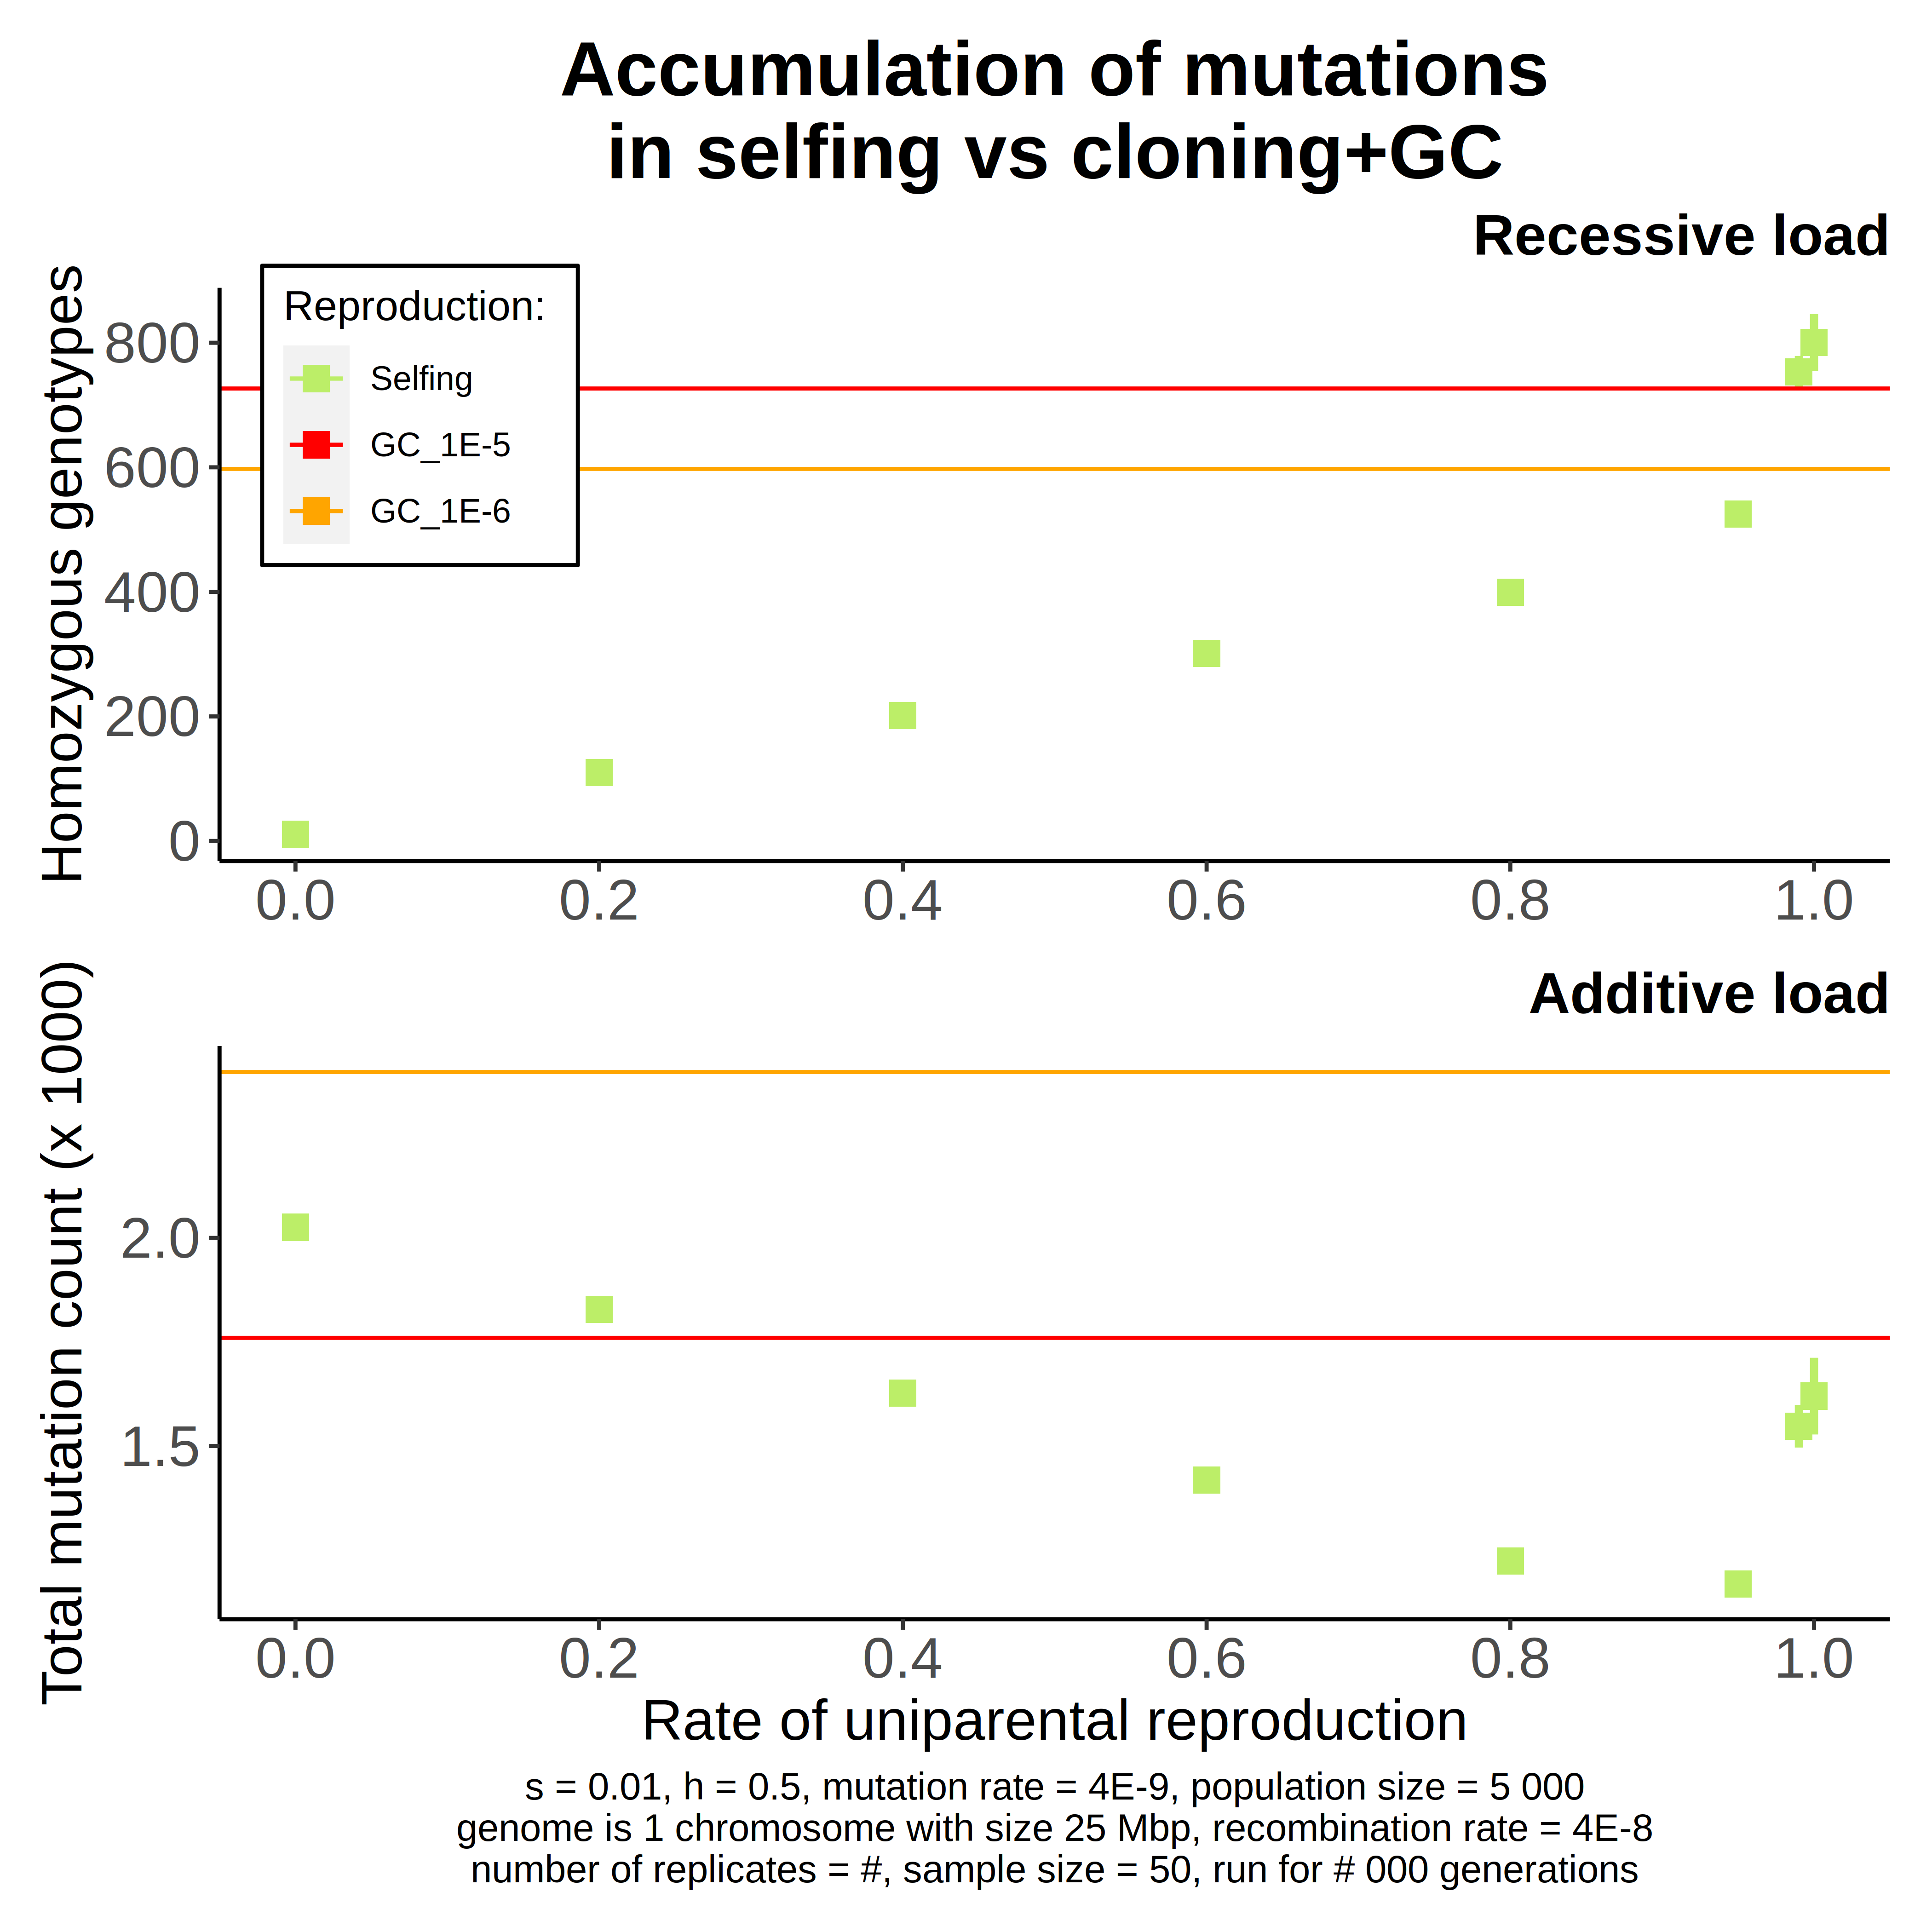 Accumulation of mutations
in selfing vs cloning+GC
Recessive load
Homozygous genotypes
800
600
400
200
0
Reproduction:
Selfing
GC_1E-5
GC_1E-6
0.0 0.2 0.4 0.6 0.8 1.0
Additive load
Total mutation count (x 1000)
2.0
1.5
0.0 0.2 0.4 0.6 0.8 1.0
Rate of uniparental reproduction
s = 0.01, h = 0.5, mutation rate = 4E-9, population size = 5 000
genome is 1 chromosome with size 25 Mbp, recombination rate = 4E-8
number of replicates = #, sample size = 50, run for # 000 generations